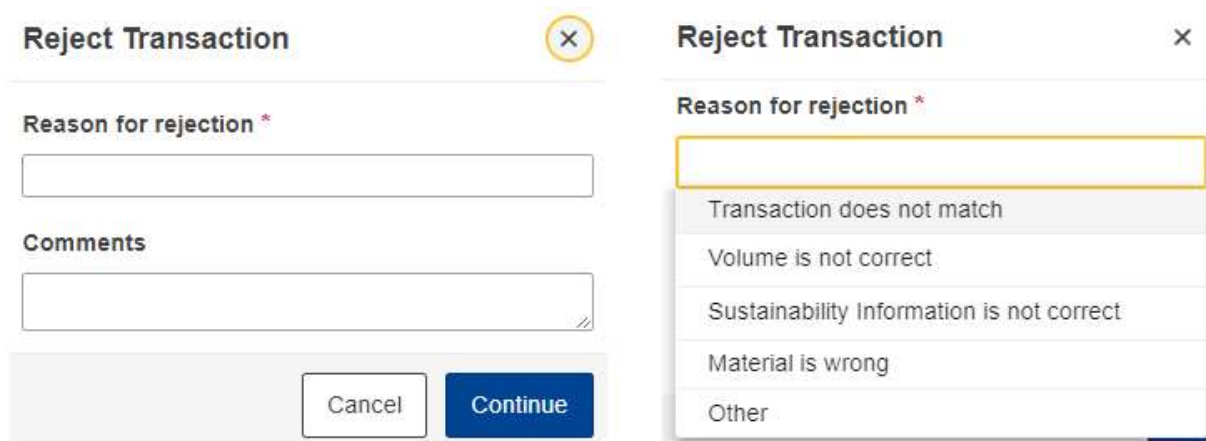 Reject Transaction ×
Reason for rejection *
Comments
Cancel Continue
Reject Transaction ×
Reason for rejection *
Transaction does not match
Volume is not correct
Sustainability Information is not correct
Material is wrong
Other